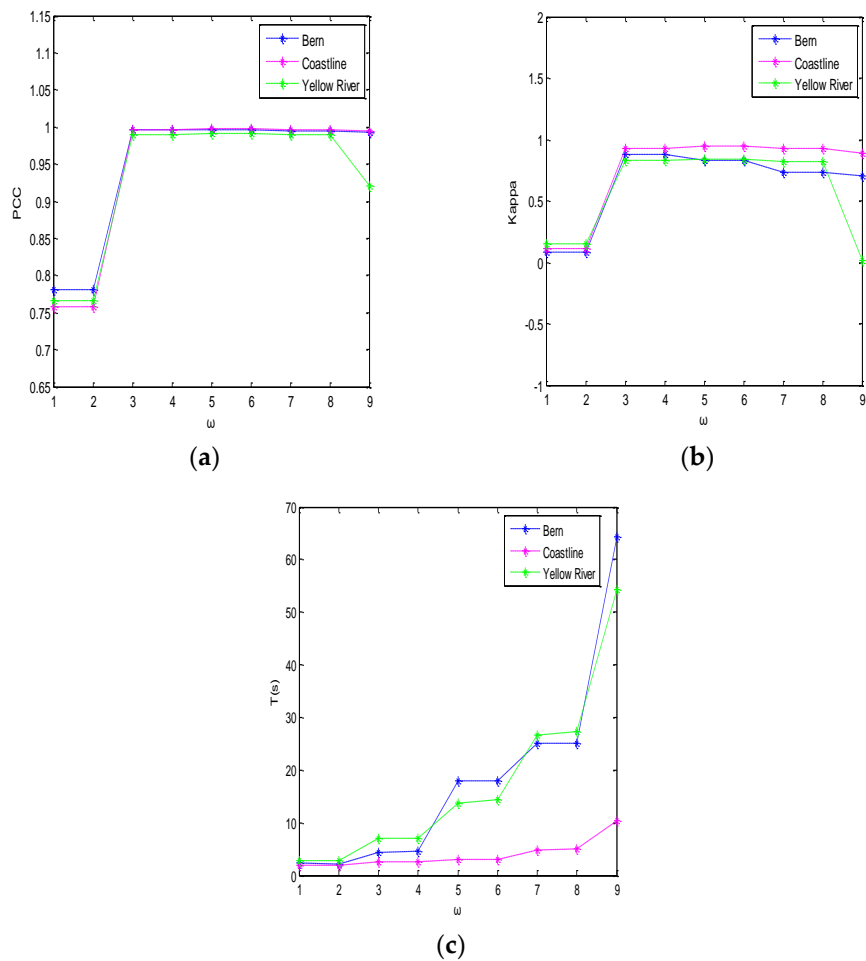 1.15
1.1
1.05
1
0.95
0.9
0.85
0.8
0.75
0.7
0.65
PCC
1 2 3 4 5 6 7 8 9
ω
Bern
Coastline
Yellow River
(a)
2
1.5
1
0.5
0
-0.5
-1
Kappa
1 2 3 4 5 6 7 8 9
ω
Bern
Coastline
Yellow River
(b)
70
60
50
40
30
20
10
0
T(s)
1 2 3 4 5 6 7 8 9
ω
Bern
Coastline
Yellow River
(c)